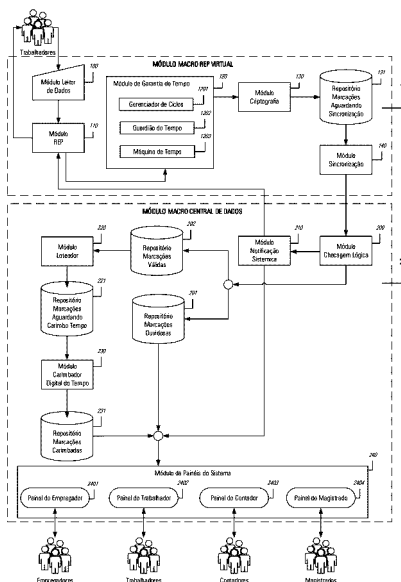 Trabalhadores
MÓDULO MACRO REP VIRTUAL
100
Módulo Leitor
de Dados
110
Módulo
REP
120
Módulo de Garantia de Tempo
1201
Gerenciador de Ciclos
1202
Guardião do Tempo
1203
Máquina de Tempo
130
Módulo
Criptografia
131
Repositório
Marcações
Aguardando
Sincronização
140
Módulo
Sincronização
MÓDULO MACRO CENTRAL DE DADOS
200
Módulo
Checagem Lógica
210
Módulo
Notificação
Sistêmica
202
Repositório
Marcações
Válidas
201
Repositório
Marcações
Duvidosas
220
Módulo
Loteador
221
Repositório
Marcações
Aguardando
Carimbo Tempo
230
Módulo
Carimbador
Digital do Tempo
231
Repositório
Marcações
Carimbadas
240
Módulo de Painéis do Sistema
2401
Painel do Empregador
2402
Painel do Trabalhador
2403
Painel do Contador
2404
Painel do Magistrado
Empregadores
Trabalhadores
Contadores
Magistrados